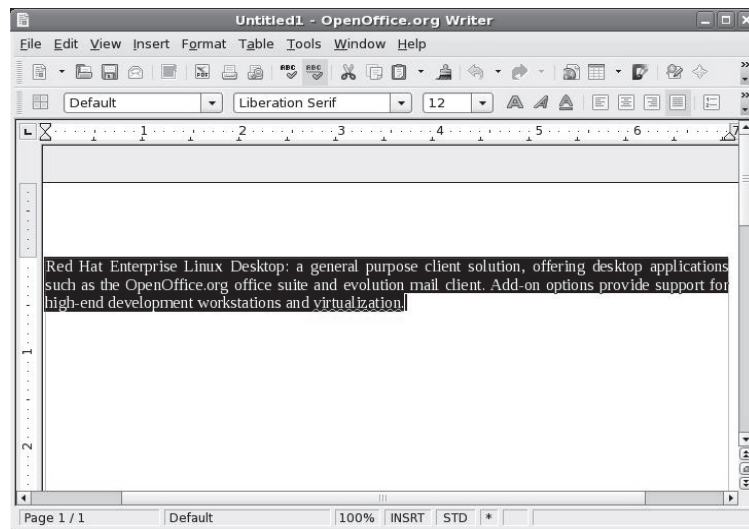 Untitled1 - OpenOffice.org Writer
File Edit View Insert Format Table Tools Window Help
ABC ABC
Default Liberation Serif 12
1 2 3 4 5 6 7
Red Hat Enterprise Linux Desktop: a general purpose client solution, offering desktop applications
such as the OpenOffice.org office suite and evolution mail client. Add-on options provide support for
high-end development workstations and virtualization.
1
2
Page 1 / 1 Default 100% INSRT STD *